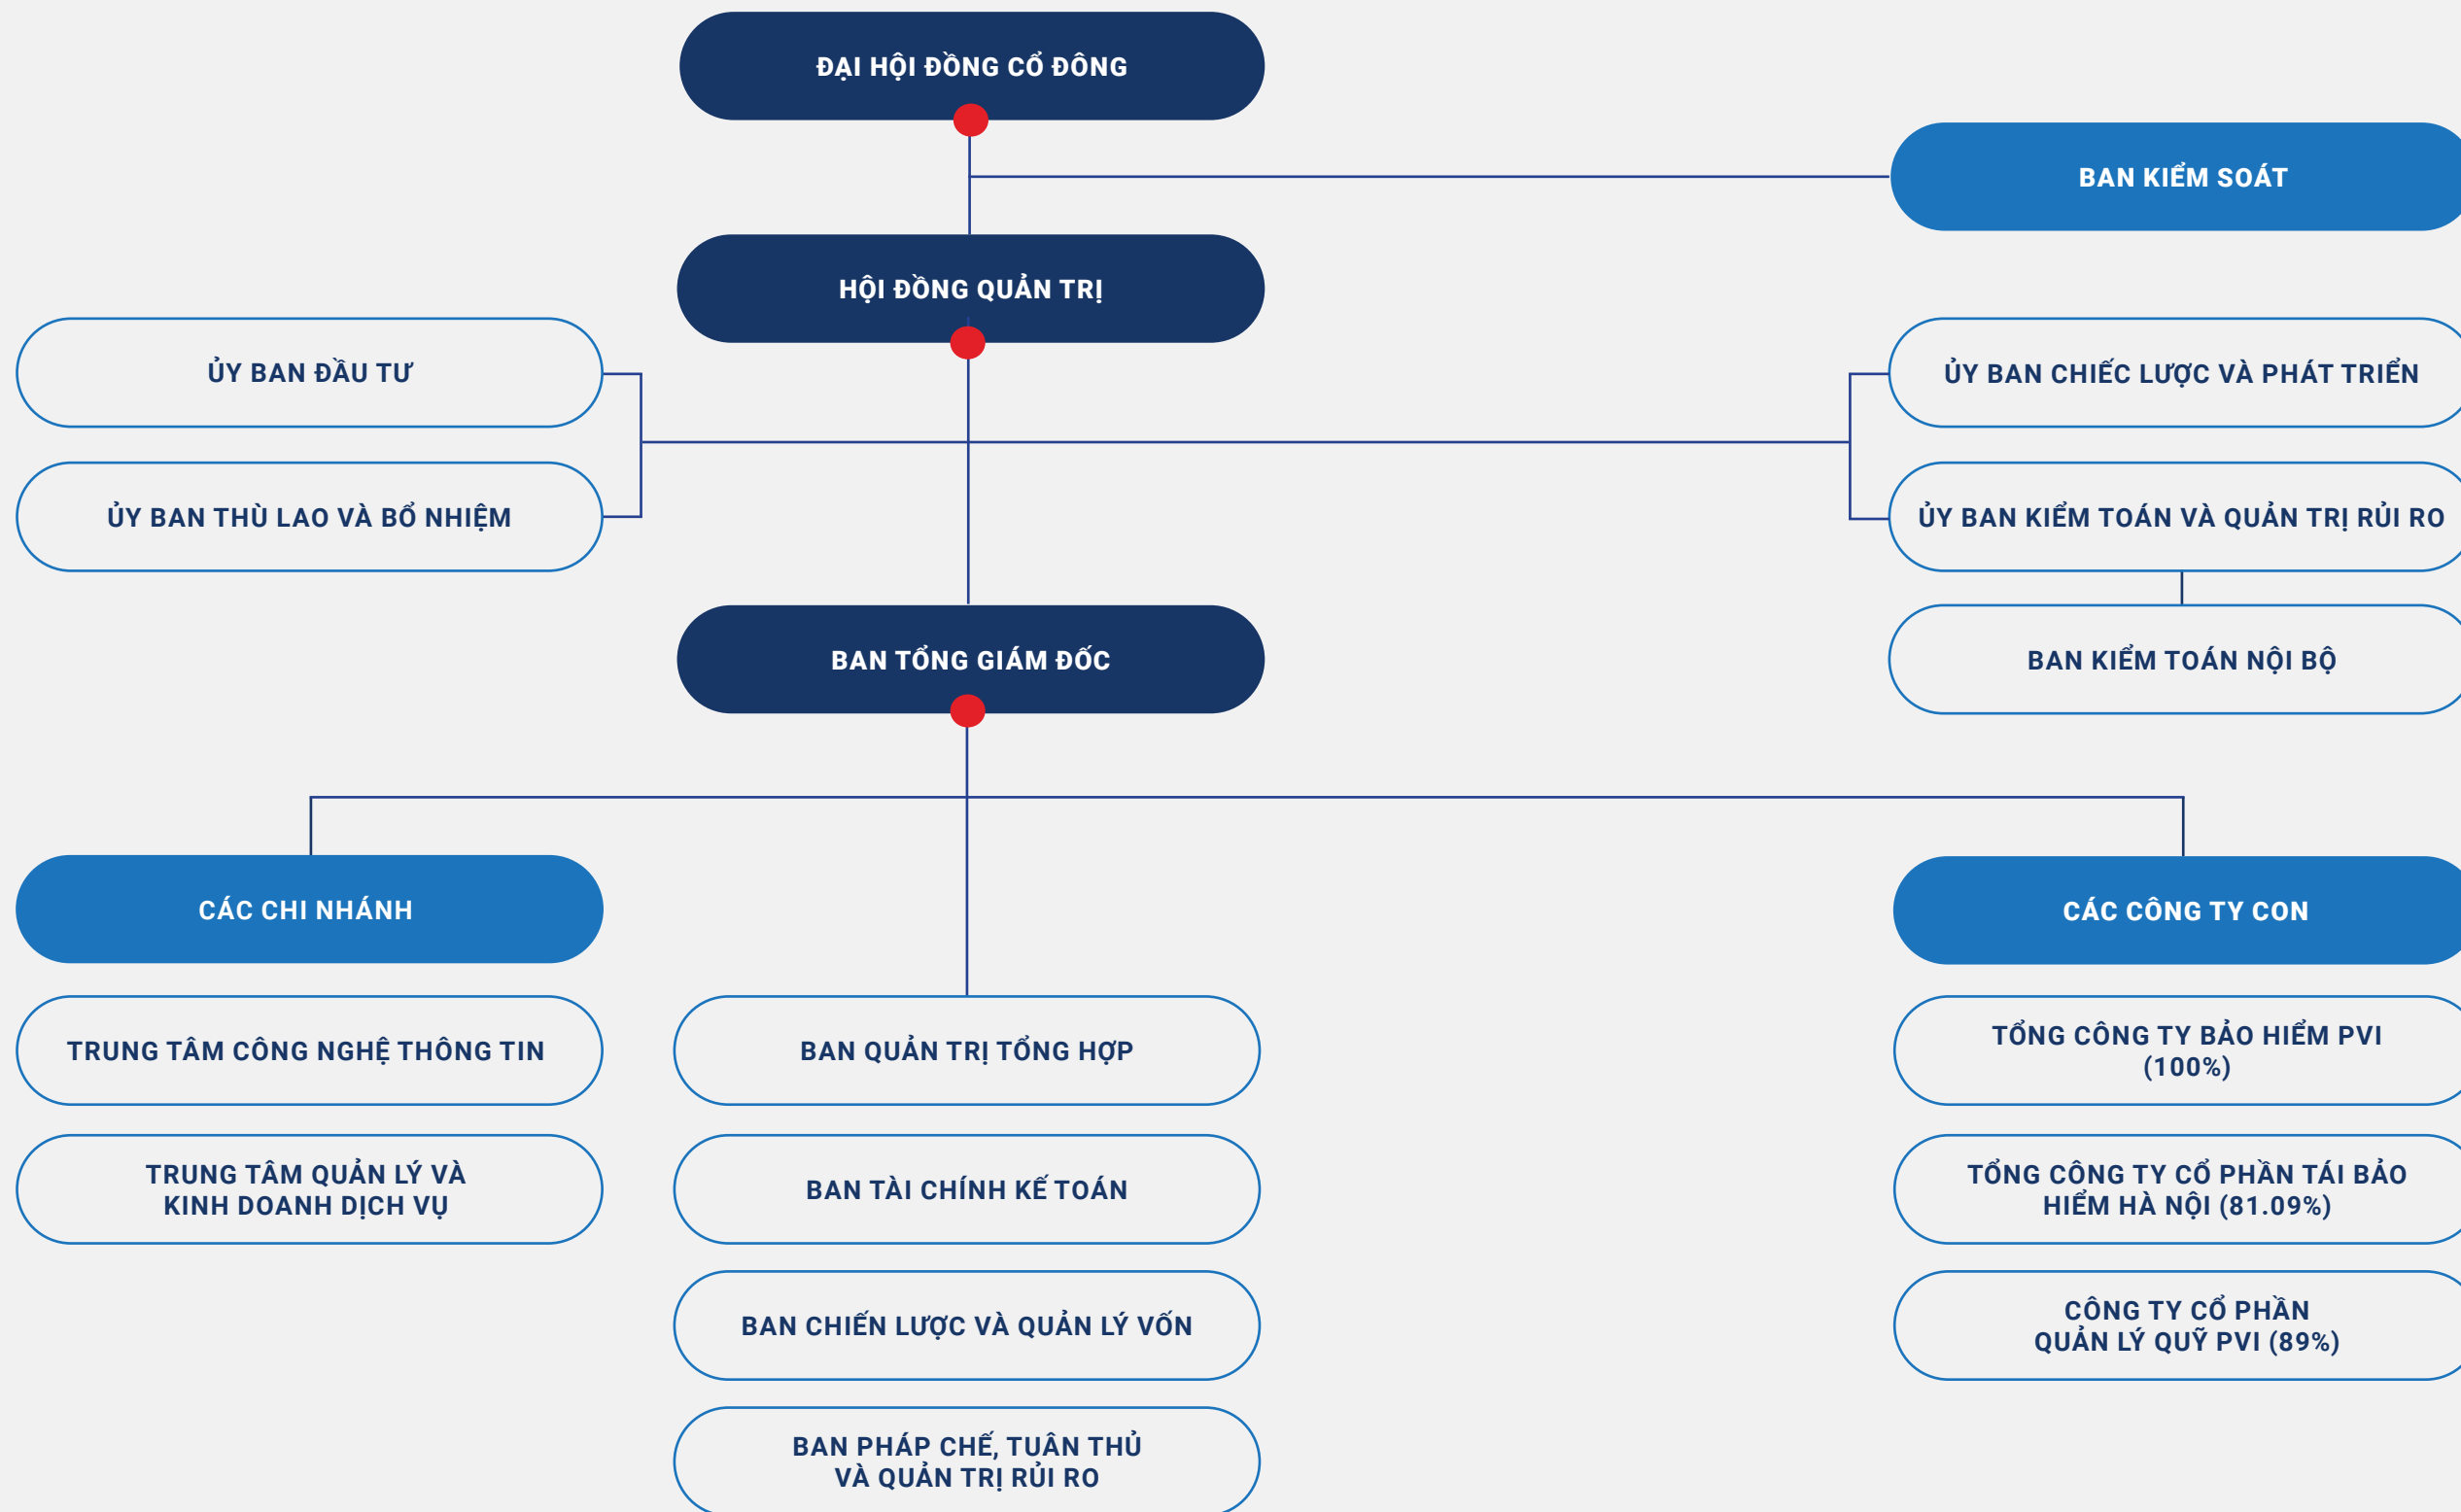 ĐẠI HỘI ĐỒNG CỔ ĐÔNG
BAN KIỂM SOÁT
HỘI ĐỒNG QUẢN TRỊ
ỦY BAN ĐẦU TƯ
ỦY BAN CHIẾC LƯỢC VÀ PHÁT TRIỂN
ỦY BAN THÙ LAO VÀ BỔ NHIỆM
ỦY BAN KIỂM TOÁN VÀ QUẢN TRỊ RỦI RO
BAN TỔNG GIÁM ĐỐC
BAN KIỂM TOÁN NỘI BỘ
CÁC CHI NHÁNH
CÁC CÔNG TY CON
TRUNG TÂM CÔNG NGHỆ THÔNG TIN
BAN QUẢN TRỊ TỔNG HỢP
TỔNG CÔNG TY BẢO HIỂM PVI
(100%)
TRUNG TÂM QUẢN LÝ VÀ
KINH DOANH DỊCH VỤ
BAN TÀI CHÍNH KẾ TOÁN
TỔNG CÔNG TY CỔ PHẦN TÁI BẢO
HIỂM HÀ NỘI (81.09%)
BAN CHIẾN LƯỢC VÀ QUẢN LÝ VỐN
CÔNG TY CỔ PHẦN
QUẢN LÝ QUỸ PVI (89%)
BAN PHÁP CHẾ, TUÂN THỦ
VÀ QUẢN TRỊ RỦI RO